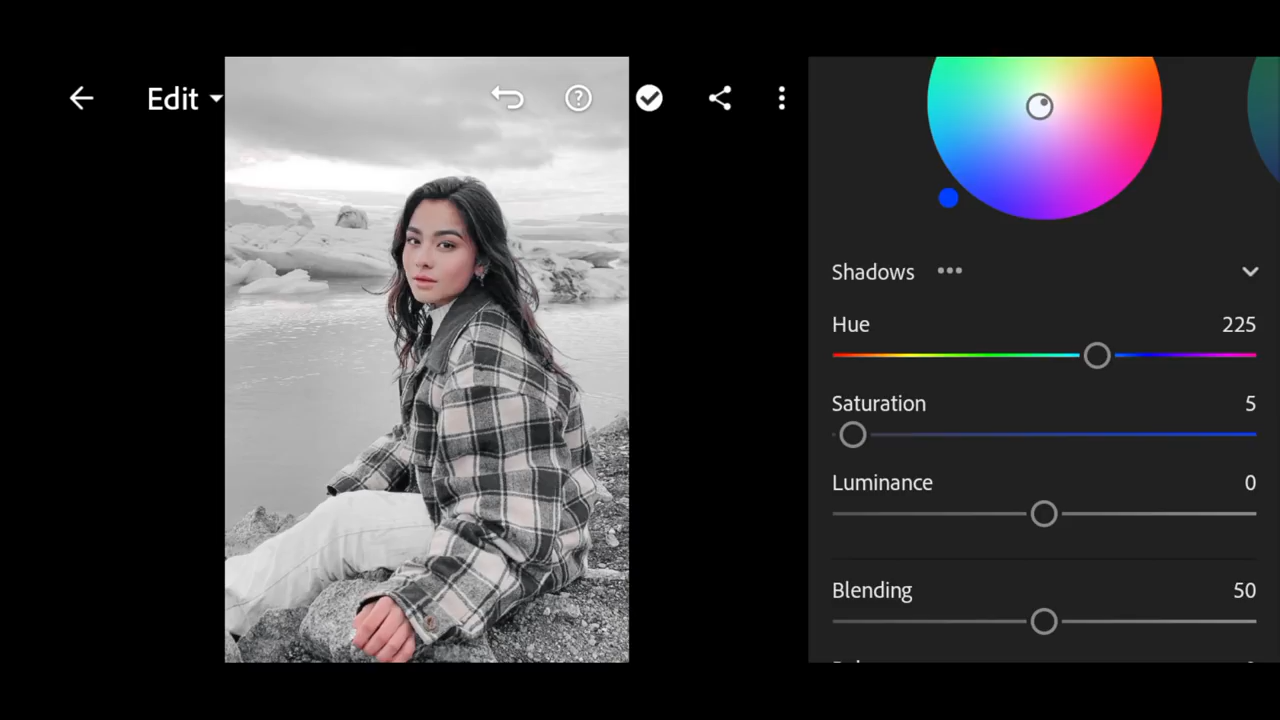 Edit
Shadows
Hue 225
Saturation 5
Luminance 0
Blending 50